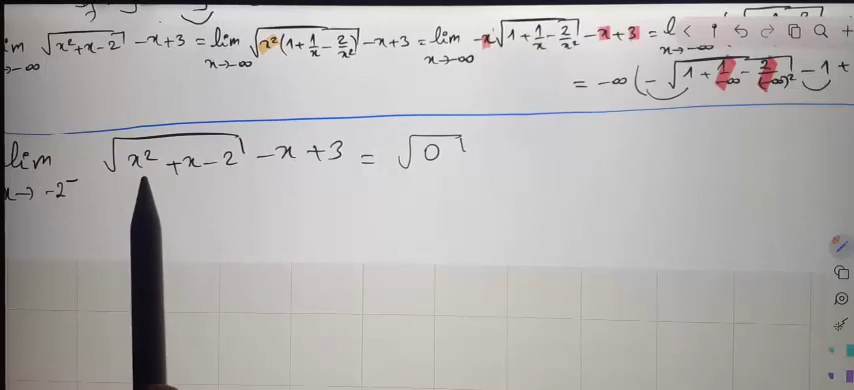 im √(x²+x-2) -x+3 = lim √(x²(1+1/x-2/x²)) -x+3 = lim -x√(1+1/x-2/x²) -x+3 = l
→-∞ x→-∞ x→-∞ x→-∞
= -∞(-√(1+1/-∞-2/(-∞)²) -1+
lim √(x²+x-2) -x+3 = √0
x→-2⁻